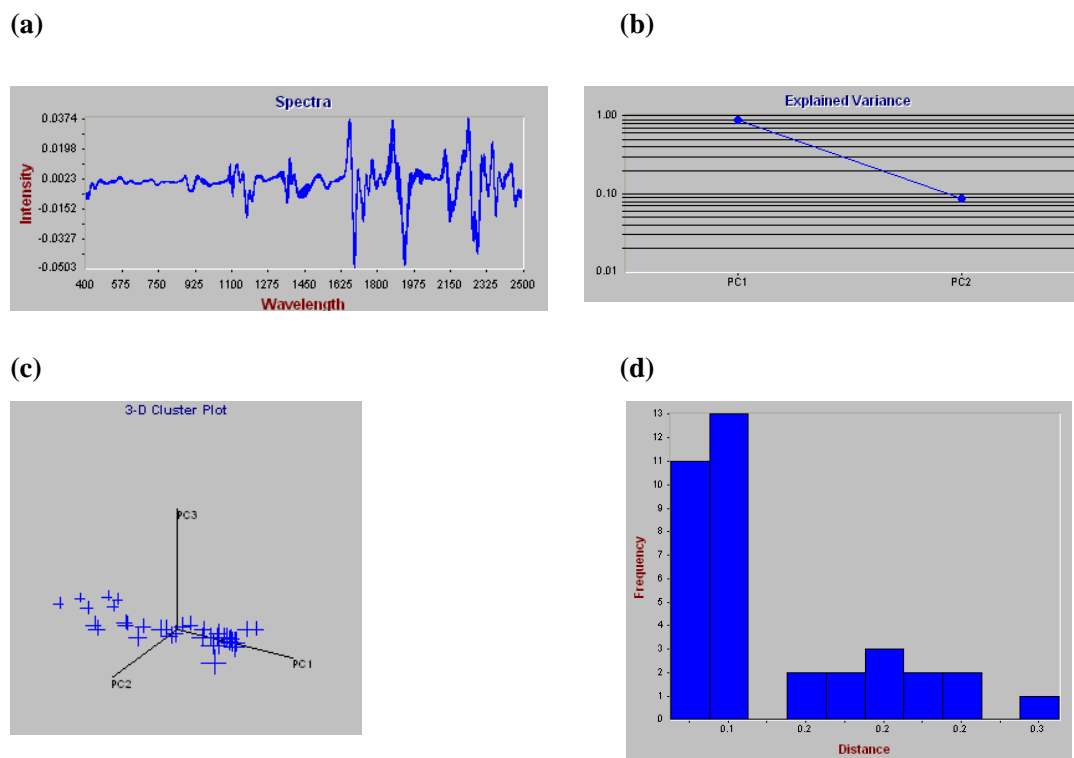 (a)
(b)
Spectra
0.0374
0.0198
0.0023
-0.0152
-0.0327
-0.0503
Intensity
400 575 750 925 1100 1275 1450 1625 1800 1975 2150 2325 2500
Wavelength
Explained Variance
1.00
0.10
0.01
PC1 PC2
(c)
(d)
3-D Cluster Plot
PC3
PC1
PC2
13
12
11
10
9
8
7
6
5
4
3
2
1
0
Frequency
0.1 0.2 0.2 0.2 0.3
Distance